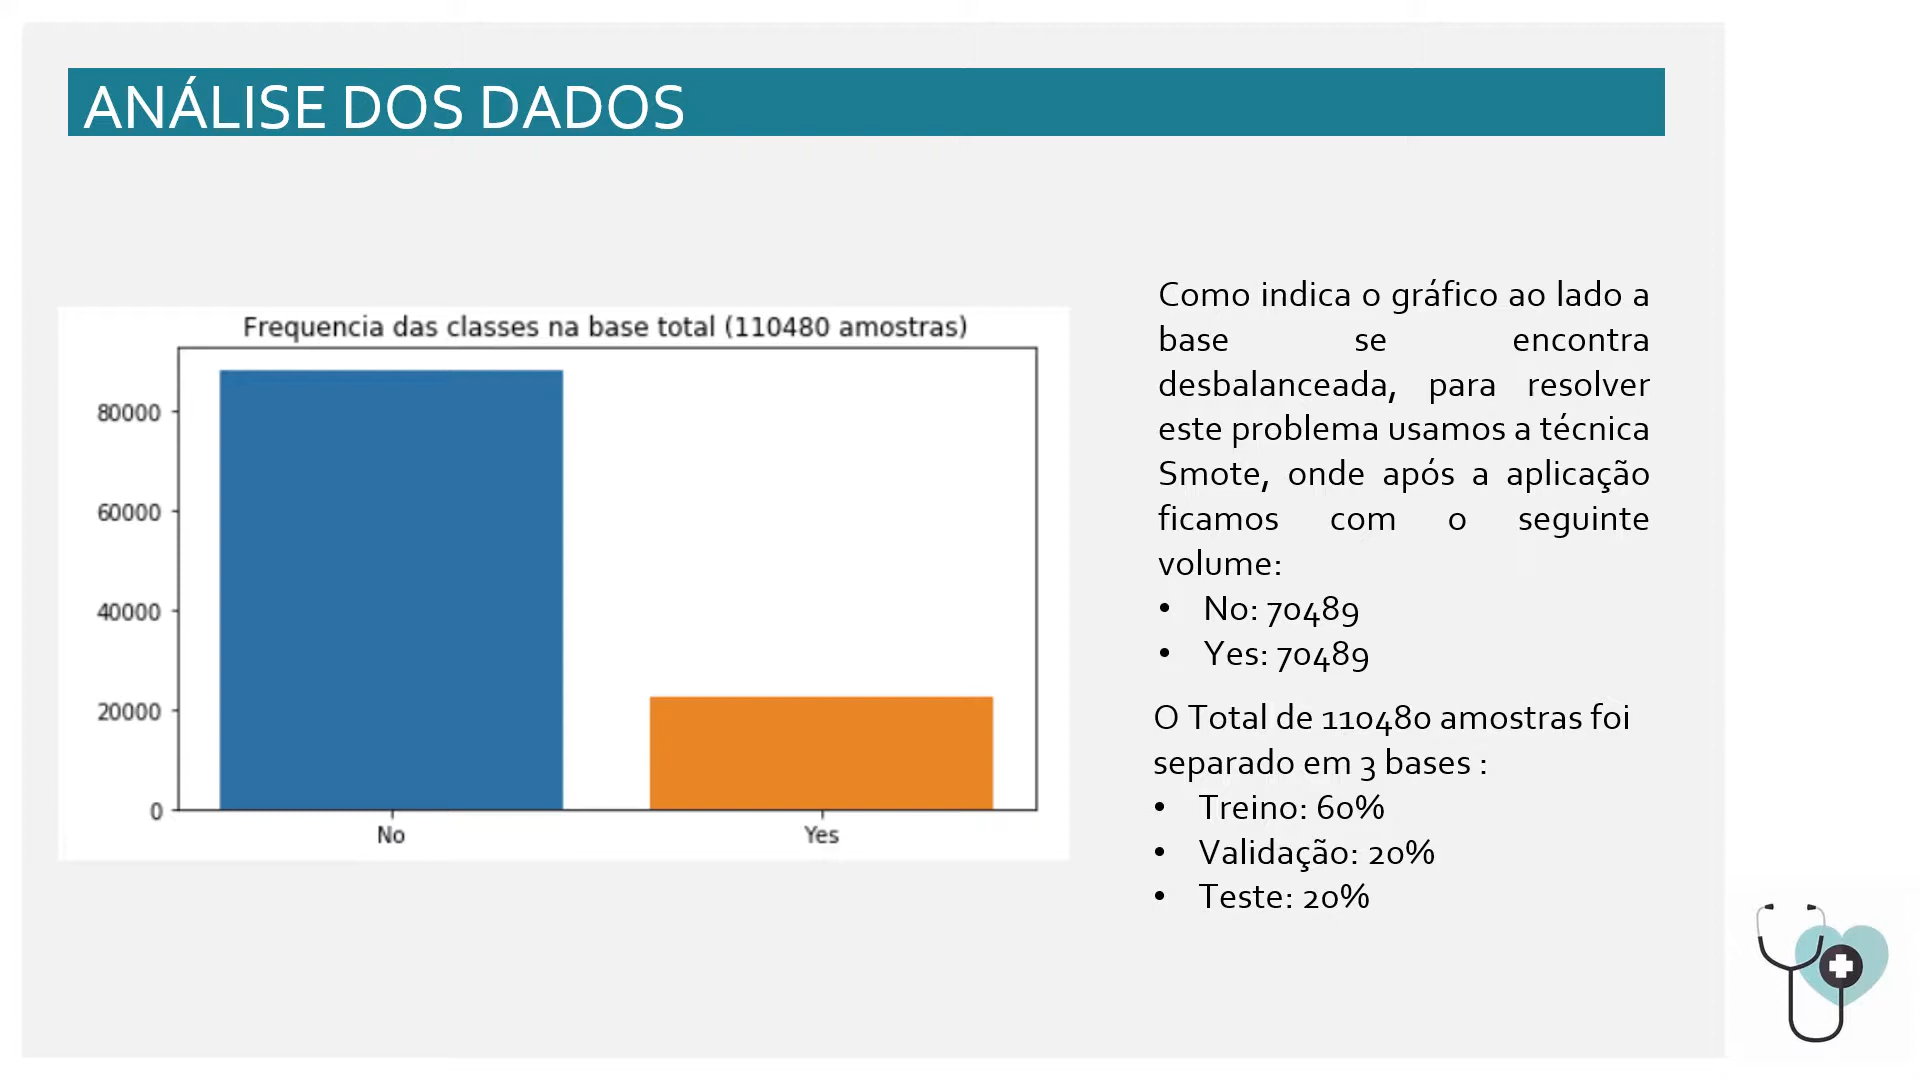 ANÁLISE DOS DADOS
Frequencia das classes na base total (110480 amostras)
80000
60000
40000
20000
0
No
Yes
Como indica o gráfico ao lado a
base se encontra
desbalanceada, para resolver
este problema usamos a técnica
Smote, onde após a aplicação
ficamos com o seguinte
volume:
• No: 70489
• Yes: 70489
O Total de 110480 amostras foi
separado em 3 bases :
• Treino: 60%
• Validação: 20%
• Teste: 20%